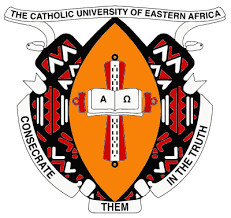 THE CATHOLIC UNIVERSITY OF EASTERN AFRICA
Α Ω
CONSECRATE
THEM
IN THE TRUTH